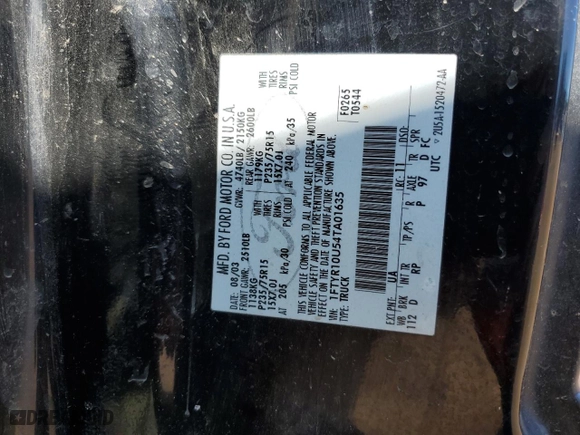 MFD. BY FORD MOTOR CO. IN U.S.A.
DATE: 08/03 GVWR: 4740LB/ 2150KG
FRONT GAWR: 2510LB REAR GAWR: 2600LB
1138KG WITH 1179KG WITH
P235/75R15 TIRES P235/75R15 TIRES
15X7.0J RIMS 15X7.0J RIMS
AT 205 kPa/30 PSI COLD AT 240 kPa/35 PSI COLD
THIS VEHICLE CONFORMS TO ALL APPLICABLE FEDERAL MOTOR
VEHICLE SAFETY AND THEFT PREVENTION STANDARDS IN
EFFECT ON THE DATE OF MANUFACTURE SHOWN ABOVE.
VIN: 1FTYR10U54TA01635 F0265
TYPE: TRUCK T0544
EXT PNT: UA RC: 11 DSO:
WB BRK INT TR TP/PS R AXLE TR SPR
112 D RP P 97 D FC
UTC 2U5A-1520472-AA